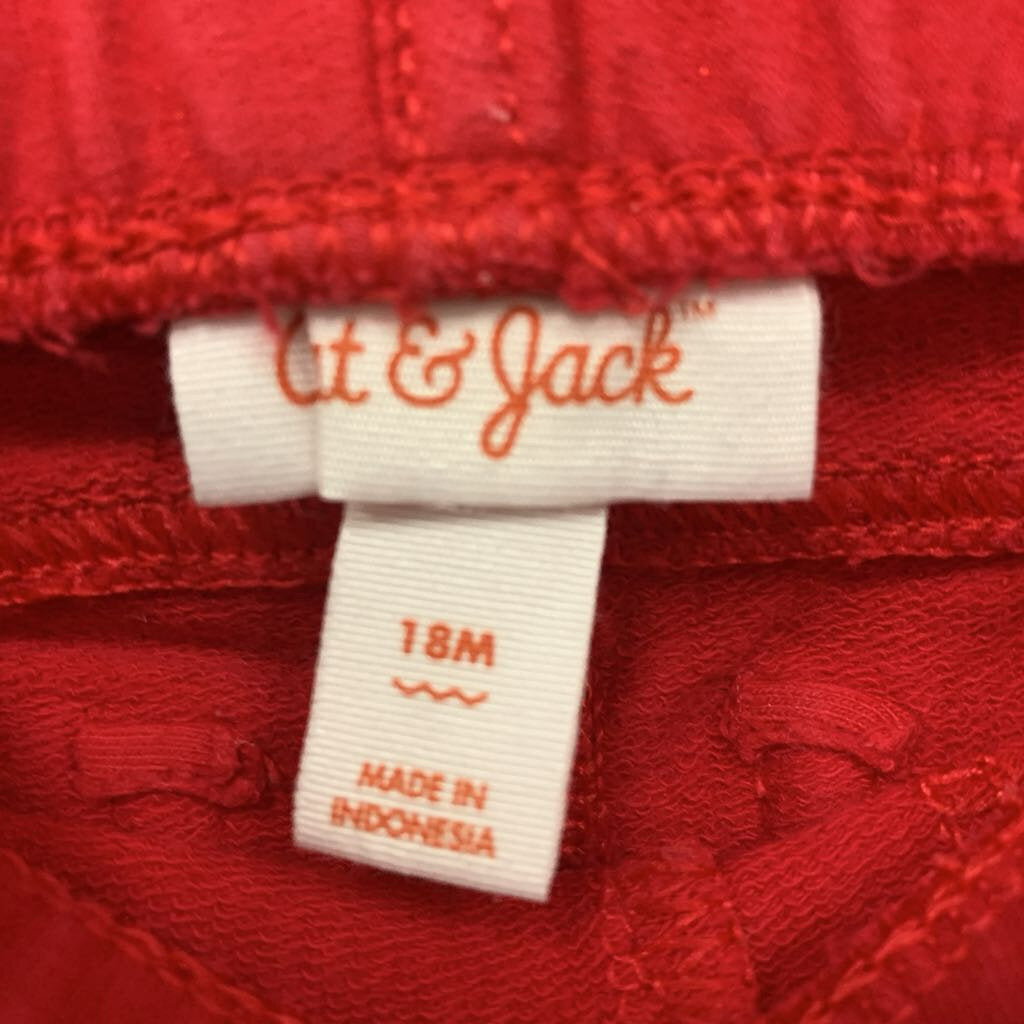 at & Jack™
18M
MADE IN
INDONESIA